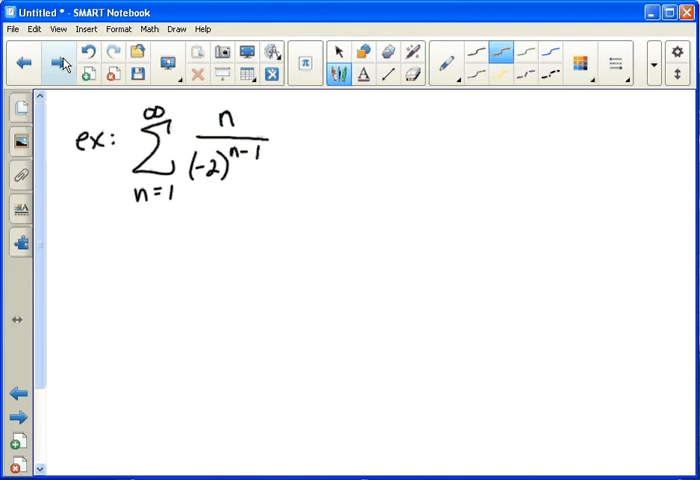 Untitled * - SMART Notebook
File Edit View Insert Format Math Draw Help
π
A
ex: ∑ n=1 ∞ n / (-2)^(n-1)